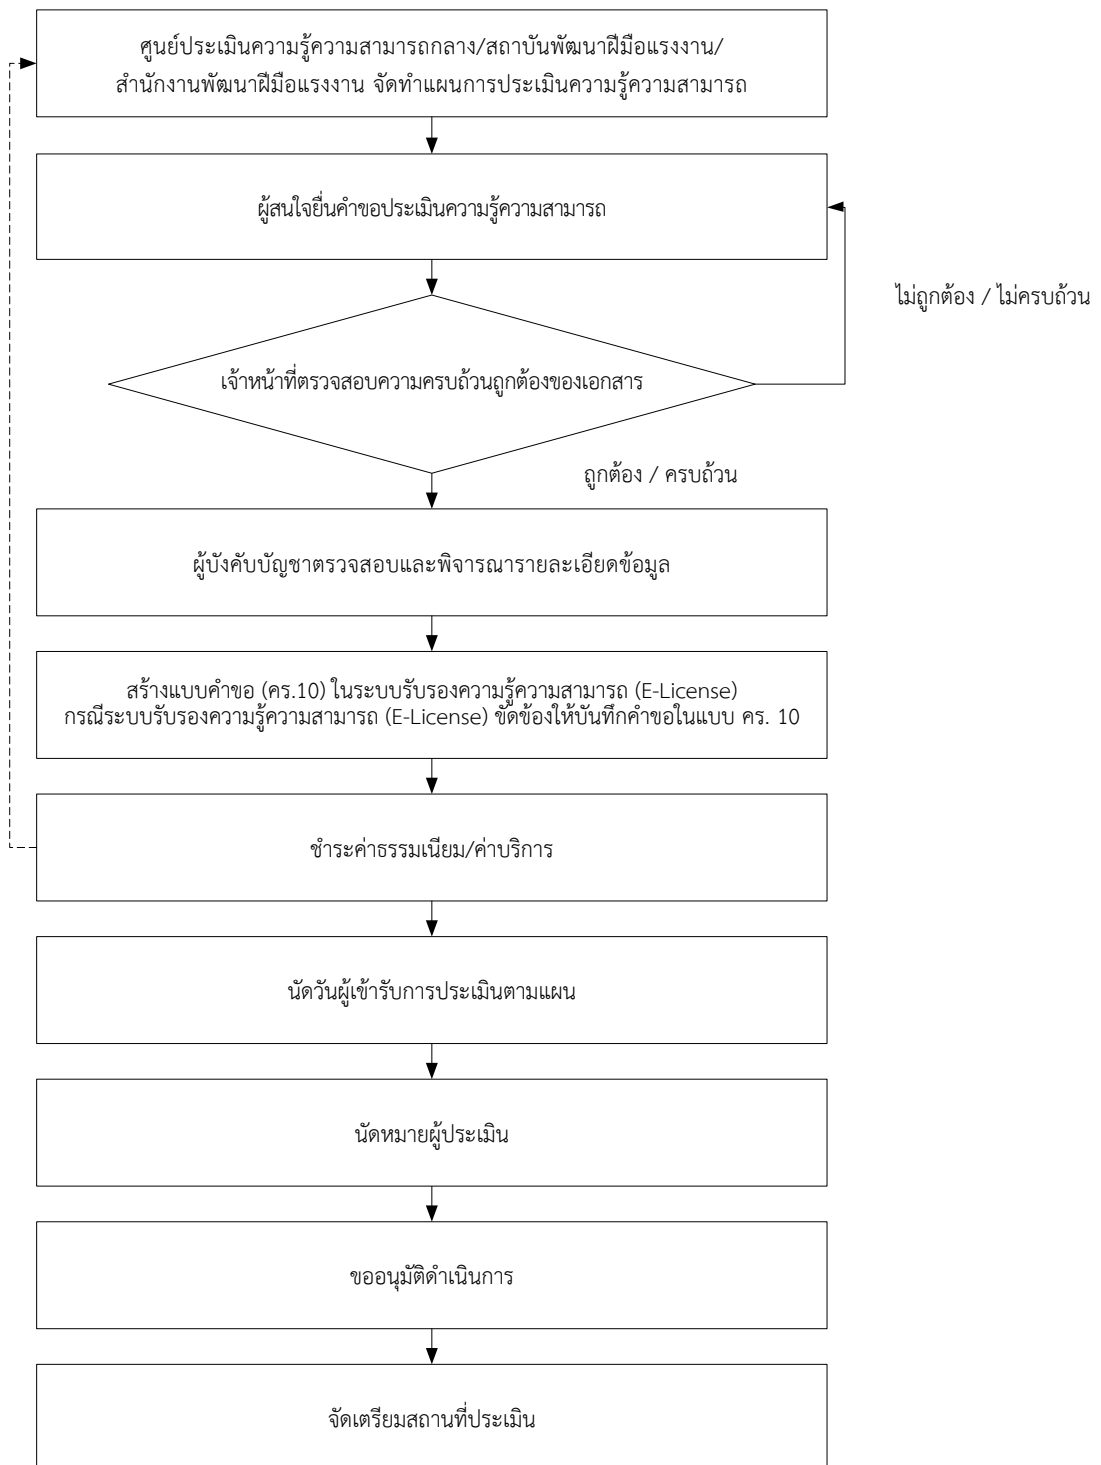 ศูนย์ประเมินความรู้ความสามารถกลาง/สถาบันพัฒนาฝีมือแรงงาน/
สำนักงานพัฒนาฝีมือแรงงาน จัดทำแผนการประเมินความรู้ความสามารถ
ผู้สนใจยื่นคำขอประเมินความรู้ความสามารถ
ไม่ถูกต้อง / ไม่ครบถ้วน
เจ้าหน้าที่ตรวจสอบความครบถ้วนถูกต้องของเอกสาร
ถูกต้อง / ครบถ้วน
ผู้บังคับบัญชาตรวจสอบและพิจารณารายละเอียดข้อมูล
สร้างแบบคำขอ (คร.10) ในระบบรับรองความรู้ความสามารถ (E-License)
กรณีระบบรับรองความรู้ความสามารถ (E-License) ขัดข้องให้บันทึกคำขอในแบบ คร. 10
ชำระค่าธรรมเนียม/ค่าบริการ
นัดวันผู้เข้ารับการประเมินตามแผน
นัดหมายผู้ประเมิน
ขออนุมัติดำเนินการ
จัดเตรียมสถานที่ประเมิน